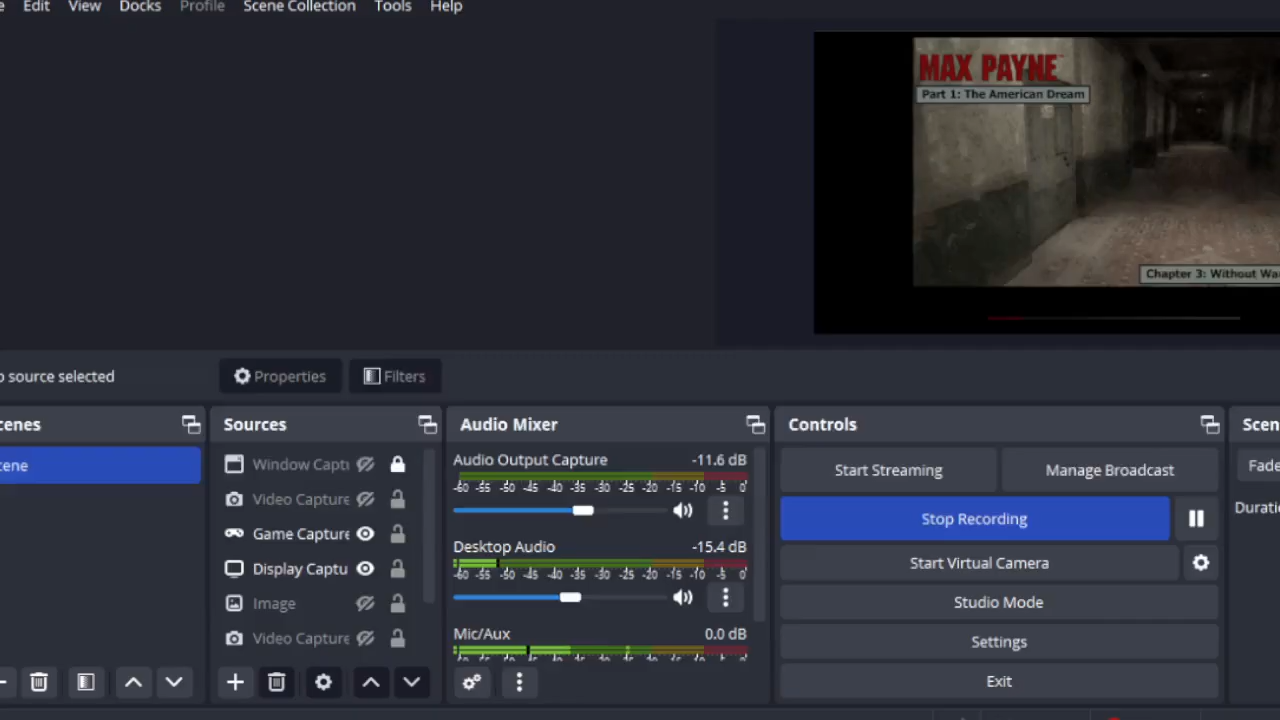 e Edit View Docks Profile Scene Collection Tools Help
MAX PAYNE
Part 1: The American Dream
Chapter 3: Without Wa
o source selected Properties Filters
cenes
cene
Sources
Window Captu
Video Capture
Game Capture
Display Captu
Image
Video Capture
Audio Mixer
Audio Output Capture -11.6 dB
-60 -55 -50 -45 -40 -35 -30 -25 -20 -15 -10 -5 0
Desktop Audio -15.4 dB
-60 -55 -50 -45 -40 -35 -30 -25 -20 -15 -10 -5 0
Mic/Aux 0.0 dB
Controls
Start Streaming Manage Broadcast
Stop Recording
Start Virtual Camera
Studio Mode
Settings
Exit
Scen
Fade
Duratio